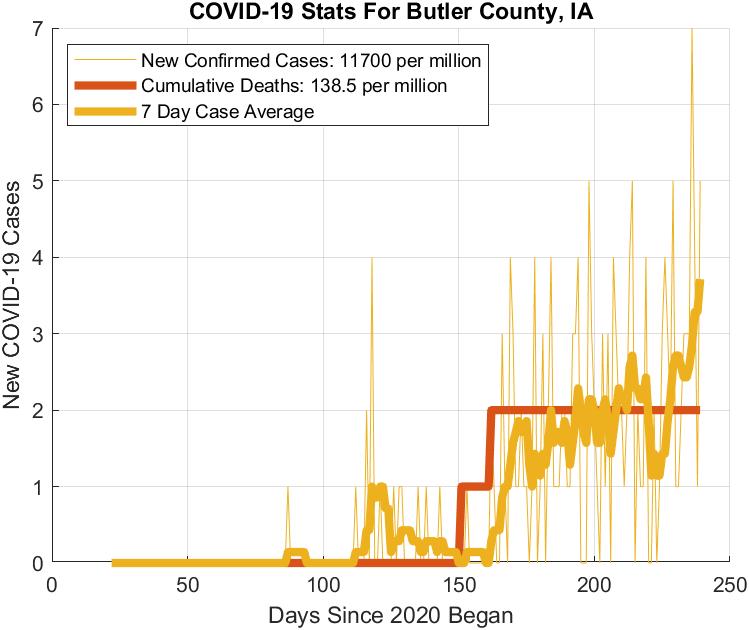 COVID-19 Stats For Butler County, IA
New Confirmed Cases: 11700 per million
Cumulative Deaths: 138.5 per million
7 Day Case Average
New COVID-19 Cases
7
6
5
4
3
2
1
0
0 50 100 150 200 250
Days Since 2020 Began